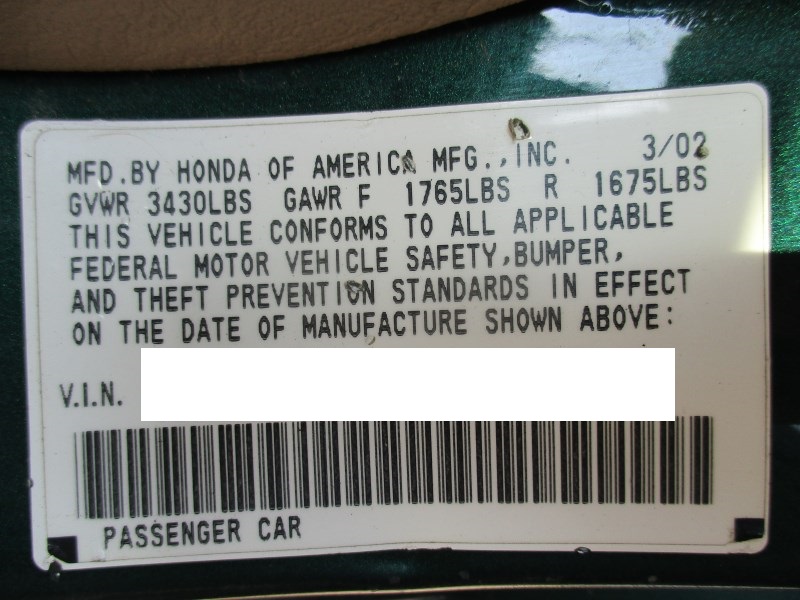 MFD.BY HONDA OF AMERICA MFG.,INC. 3/02
GVWR 3430LBS GAWR F 1765LBS R 1675LBS
THIS VEHICLE CONFORMS TO ALL APPLICABLE
FEDERAL MOTOR VEHICLE SAFETY,BUMPER,
AND THEFT PREVENTION STANDARDS IN EFFECT
ON THE DATE OF MANUFACTURE SHOWN ABOVE:
V.I.N.
PASSENGER CAR